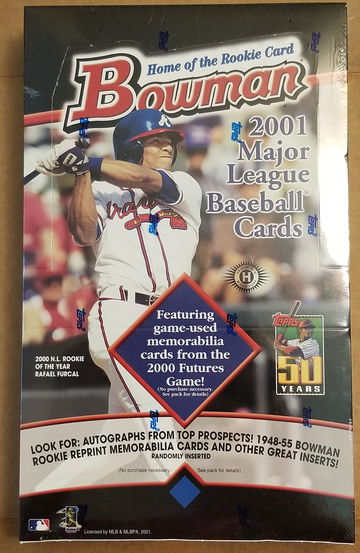 Home of the Rookie Card
Bowman
2001
Major
League
Baseball
Cards
H
Braves
Featuring
game-used
memorabilia
cards from the
2000 Futures
Game!
(No purchase necessary.
See pack for details)
TOPPS
50
YEARS
2000 N.L. ROOKIE
OF THE YEAR
RAFAEL FURCAL
LOOK FOR: AUTOGRAPHS FROM TOP PROSPECTS! 1948-55 BOWMAN
ROOKIE REPRINT MEMORABILIA CARDS AND OTHER GREAT INSERTS!
RANDOMLY INSERTED
(No purchase necessary. See pack for details)
Licensed by MLB & MLBPA, 2001.